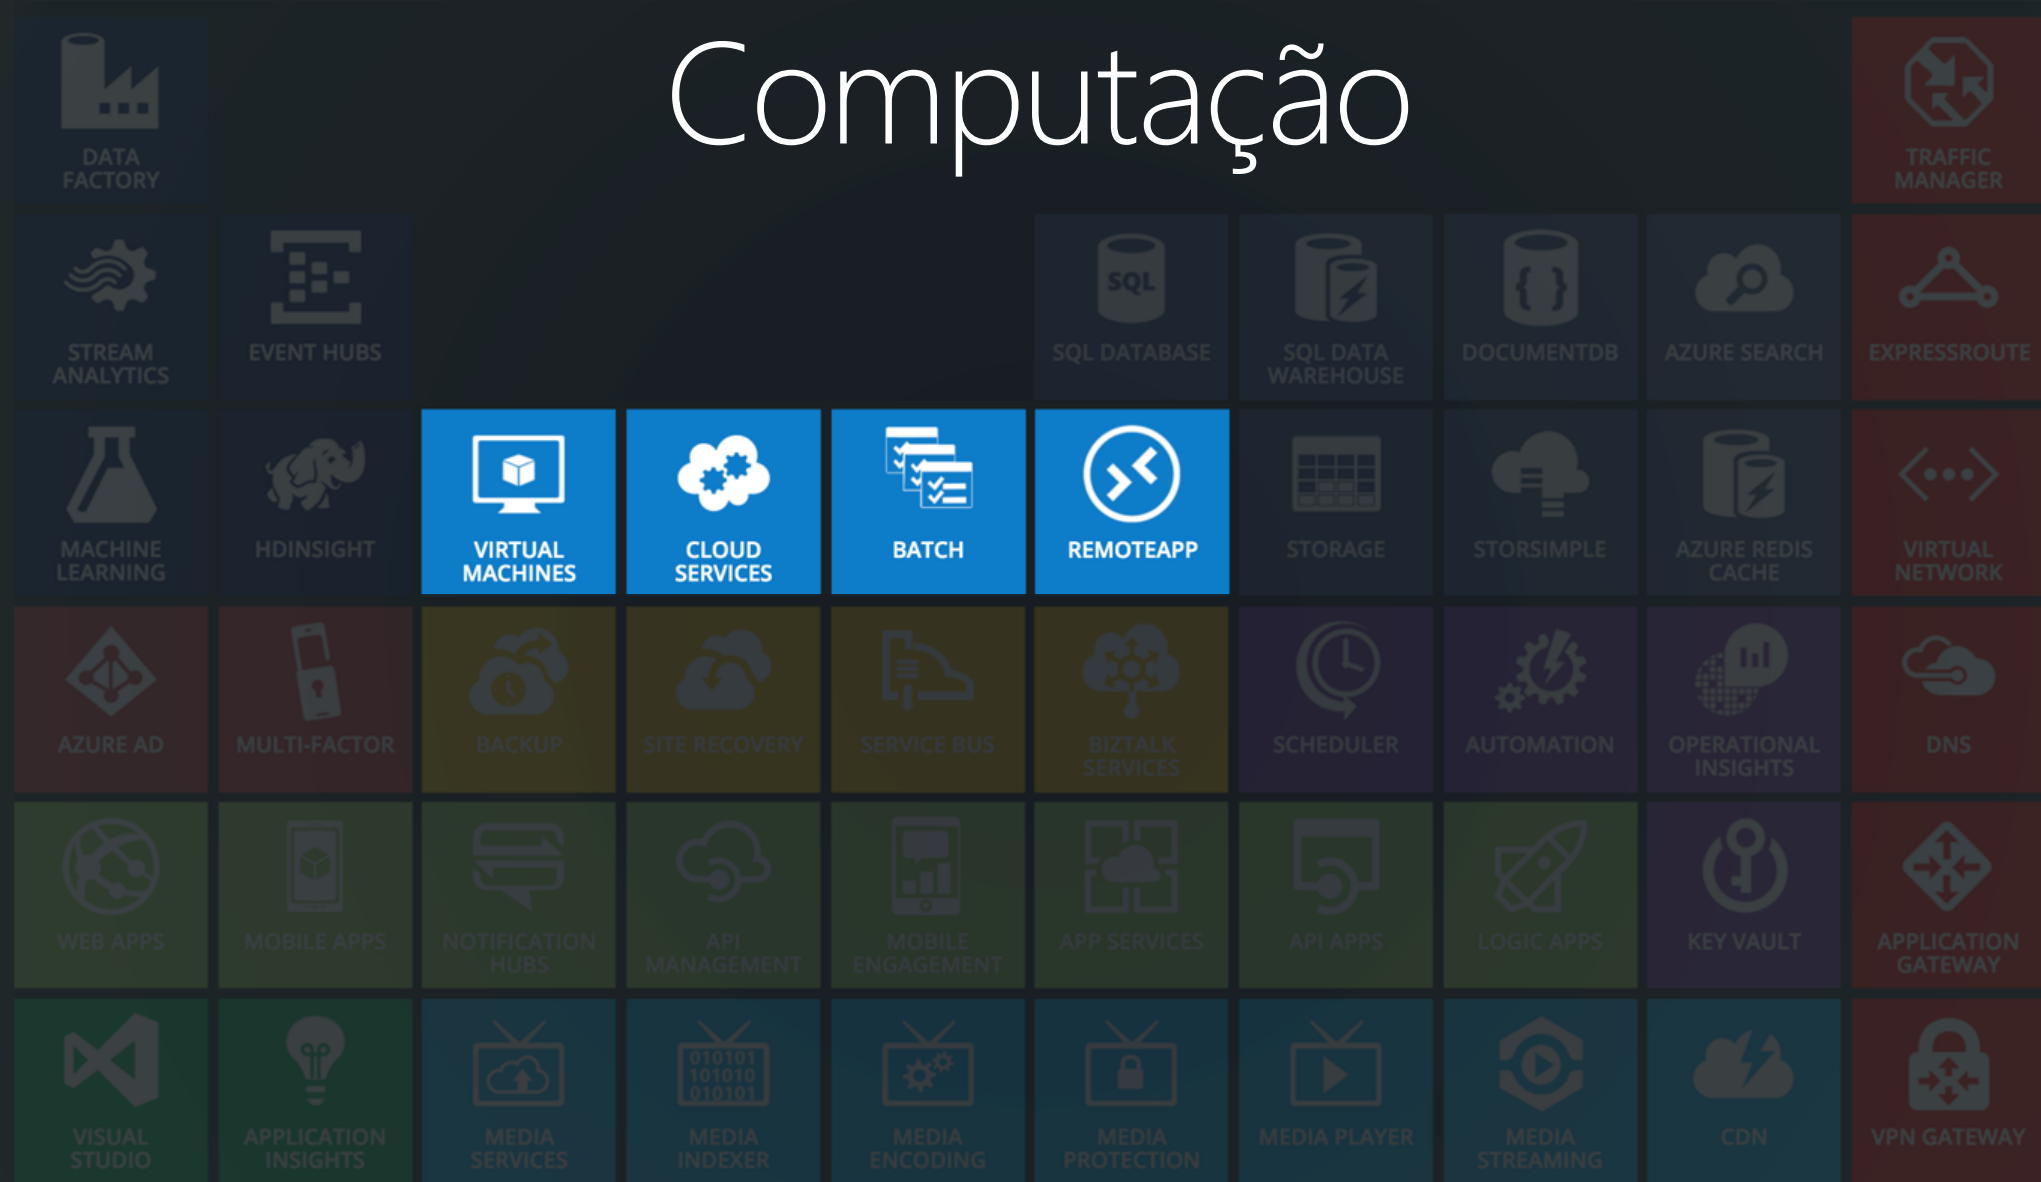 Computação
DATA
FACTORY
TRAFFIC
MANAGER
STREAM
ANALYTICS
EVENT HUBS
SQL
SQL DATABASE
SQL DATA
WAREHOUSE
{ }
DOCUMENTDB
AZURE SEARCH
EXPRESSROUTE
MACHINE
LEARNING
HDINSIGHT
VIRTUAL
MACHINES
CLOUD
SERVICES
BATCH
REMOTEAPP
STORAGE
STORSIMPLE
AZURE REDIS
CACHE
VIRTUAL
NETWORK
AZURE AD
MULTI-FACTOR
BACKUP
SITE RECOVERY
SERVICE BUS
BIZTALK
SERVICES
SCHEDULER
AUTOMATION
OPERATIONAL
INSIGHTS
DNS
WEB APPS
MOBILE APPS
NOTIFICATION
HUBS
API
MANAGEMENT
MOBILE
ENGAGEMENT
APP SERVICES
API APPS
LOGIC APPS
KEY VAULT
APPLICATION
GATEWAY
VISUAL
STUDIO
APPLICATION
INSIGHTS
MEDIA
SERVICES
010101
101010
010101
MEDIA
INDEXER
MEDIA
ENCODING
MEDIA
PROTECTION
MEDIA PLAYER
MEDIA
STREAMING
CDN
VPN GATEWAY